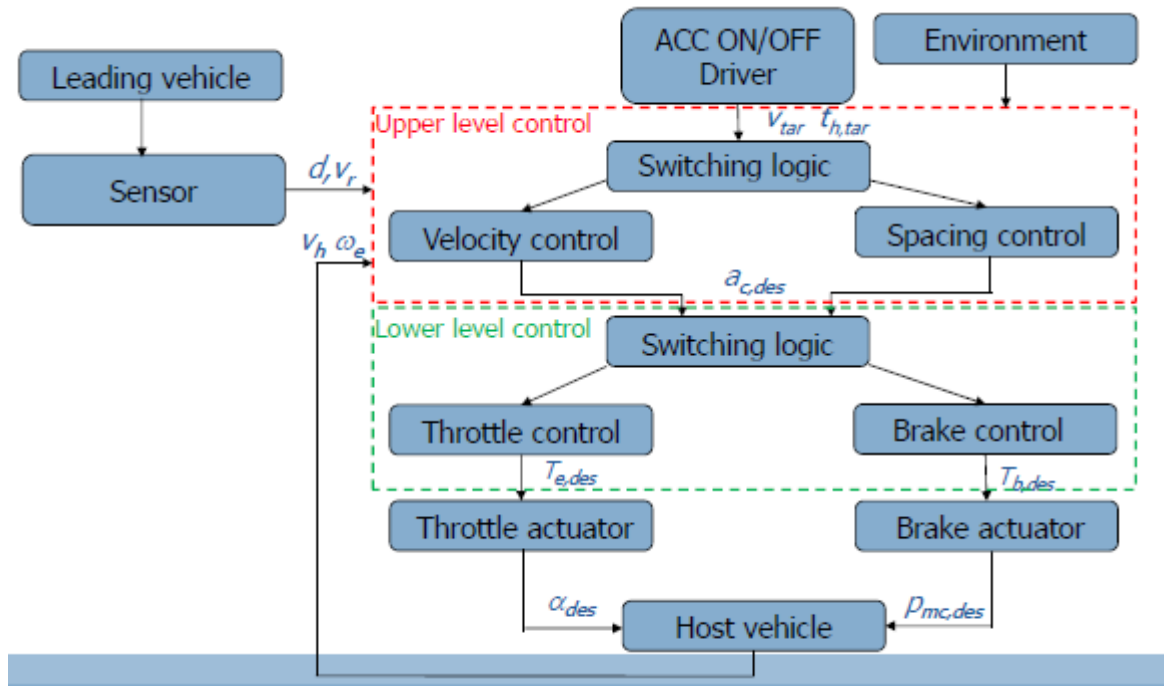 ACC ON/OFF
Driver
Environment
Leading vehicle
Upper level control
v_tar t_h,tar
Switching logic
Sensor
d,v_r
Velocity control
Spacing control
v_h ω_e
a_c,des
Lower level control
Switching logic
Throttle control
Brake control
T_e,des
T_b,des
Throttle actuator
Brake actuator
α_des
Host vehicle
p_mc,des